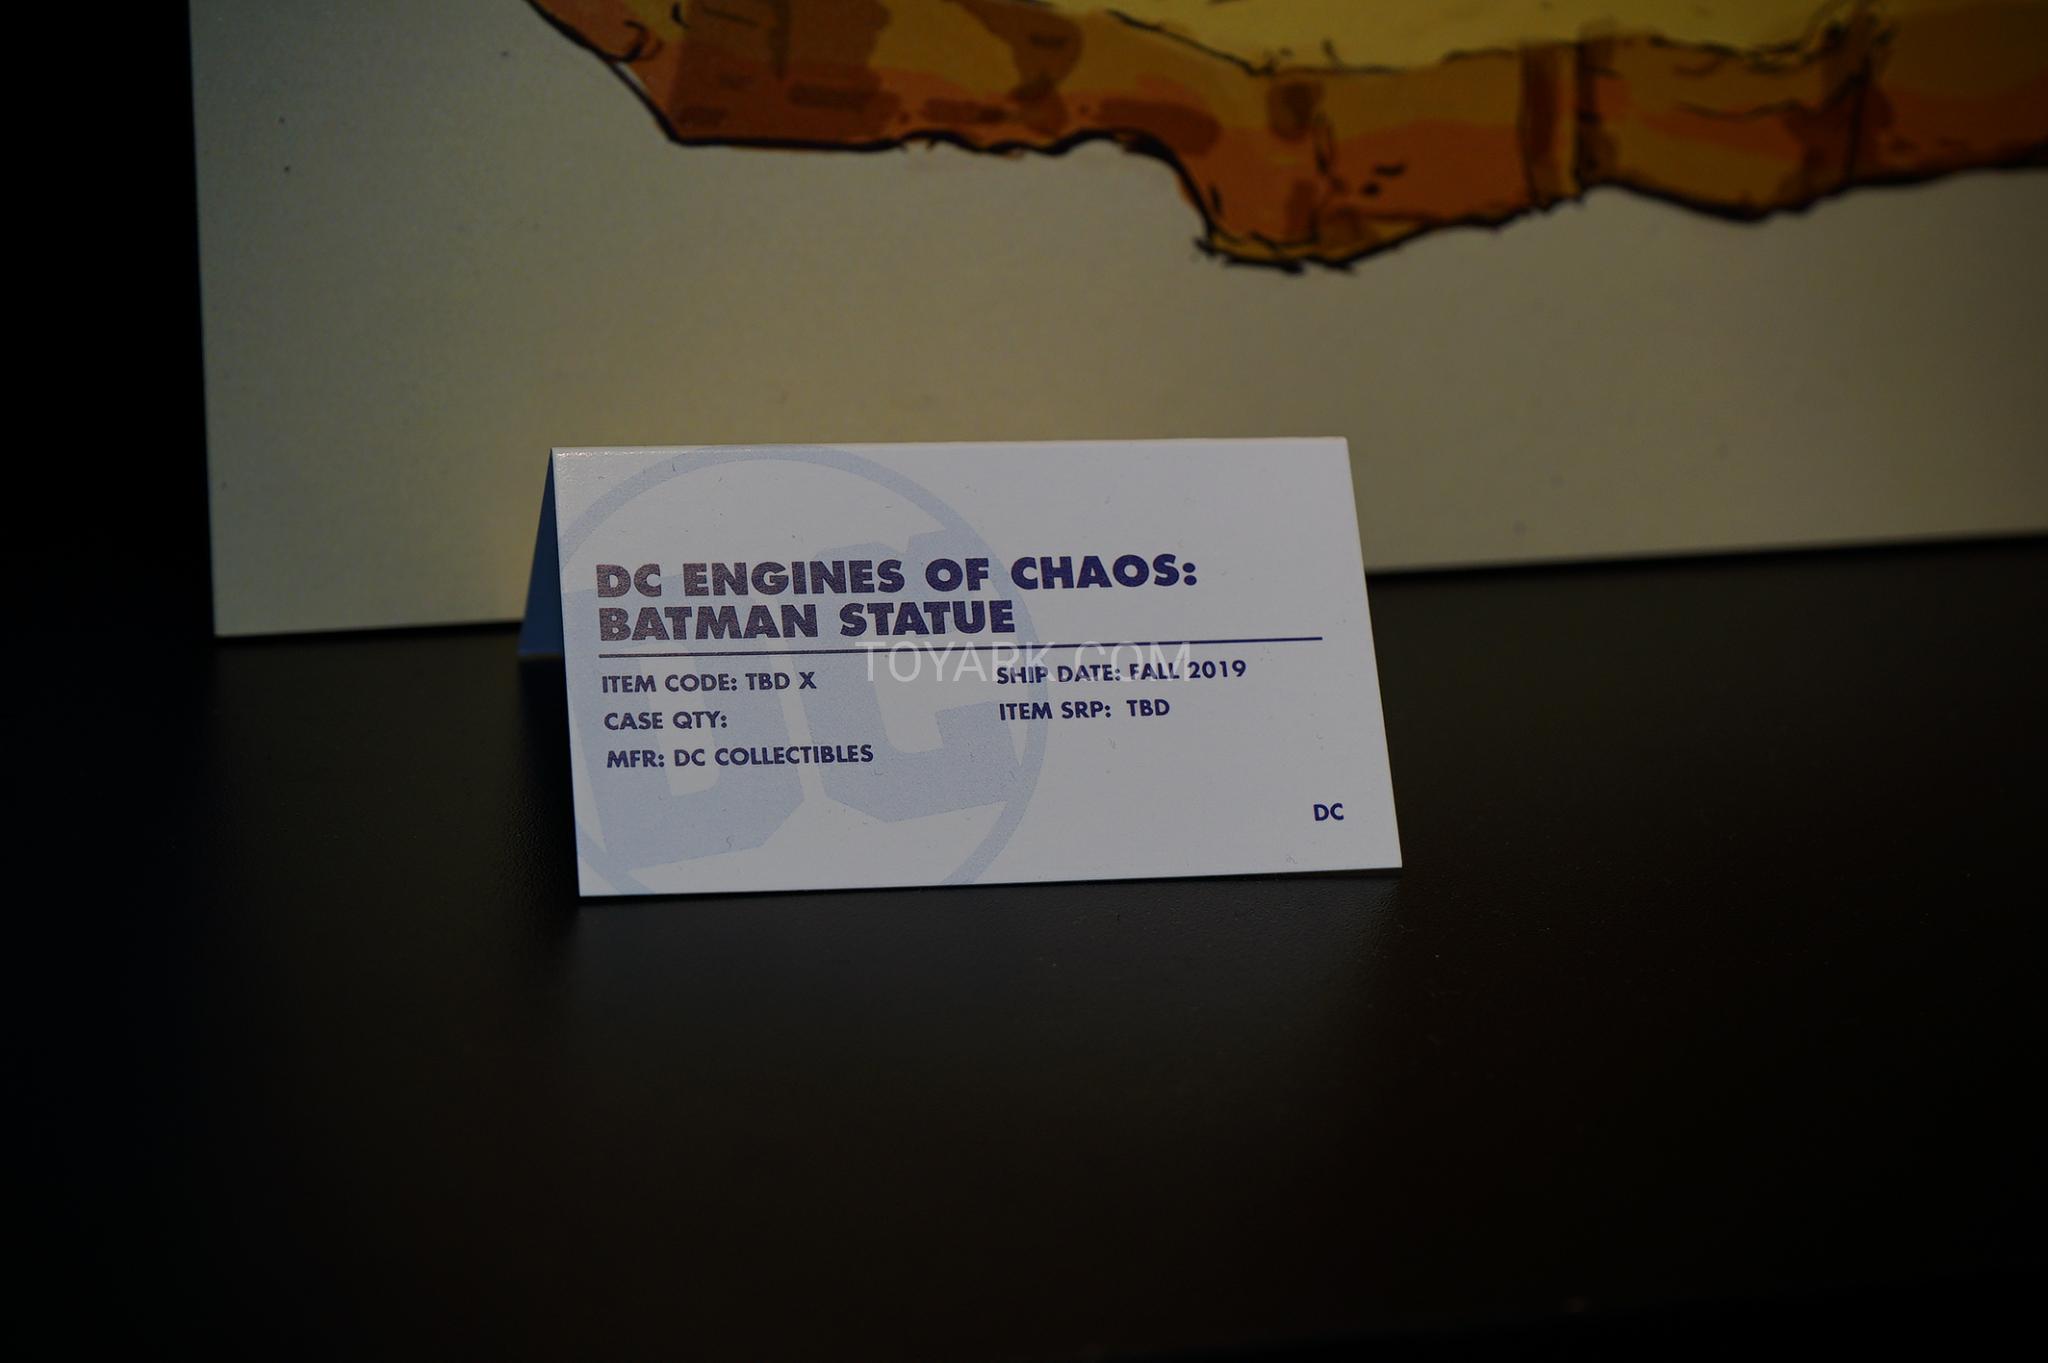 DC ENGINES OF CHAOS:
BATMAN STATUE
TOYARK.COM
ITEM CODE: TBD X
SHIP DATE: FALL 2019
CASE QTY:
ITEM SRP: TBD
MFR: DC COLLECTIBLES
DC
DC